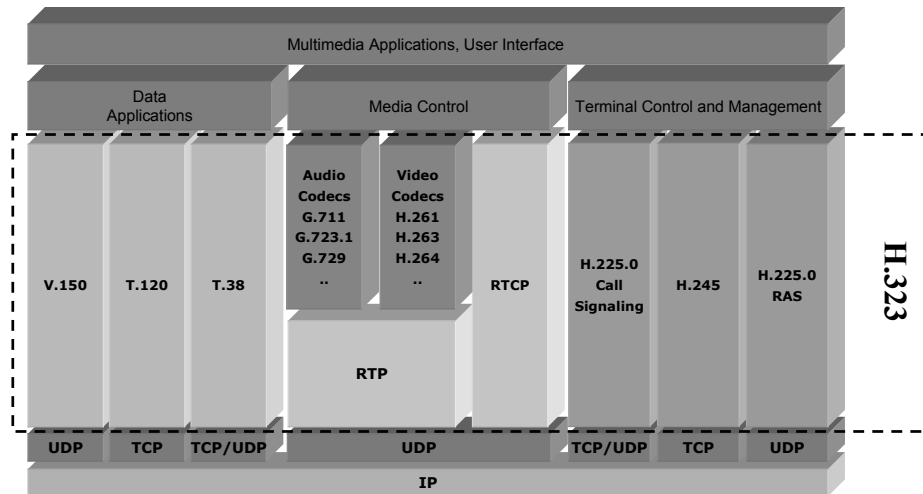 Multimedia Applications, User Interface
Data
Applications
Media Control
Terminal Control and Management
V.150
T.120
T.38
Audio
Codecs
G.711
G.723.1
G.729
..
Video
Codecs
H.261
H.263
H.264
..
RTP
RTCP
H.225.0
Call
Signaling
H.245
H.225.0
RAS
H.323
UDP
TCP
TCP/UDP
UDP
TCP/UDP
TCP
UDP
IP